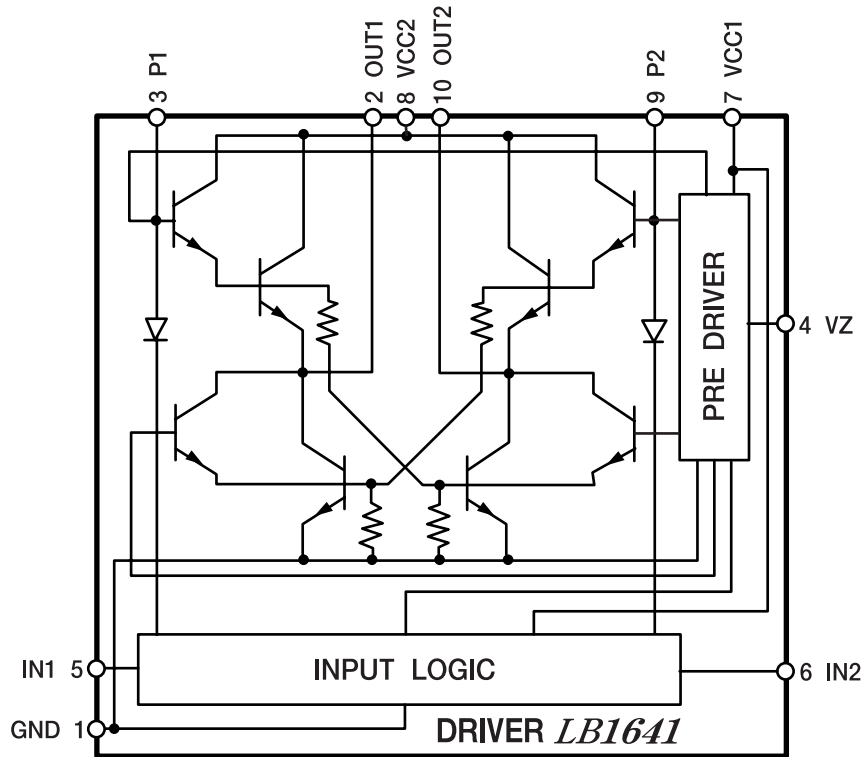 3 P1
2 OUT1
8 VCC2
10 OUT2
9 P2
7 VCC1
PRE DRIVER
4 VZ
INPUT LOGIC
IN1 5
6 IN2
GND 1
DRIVER LB1641